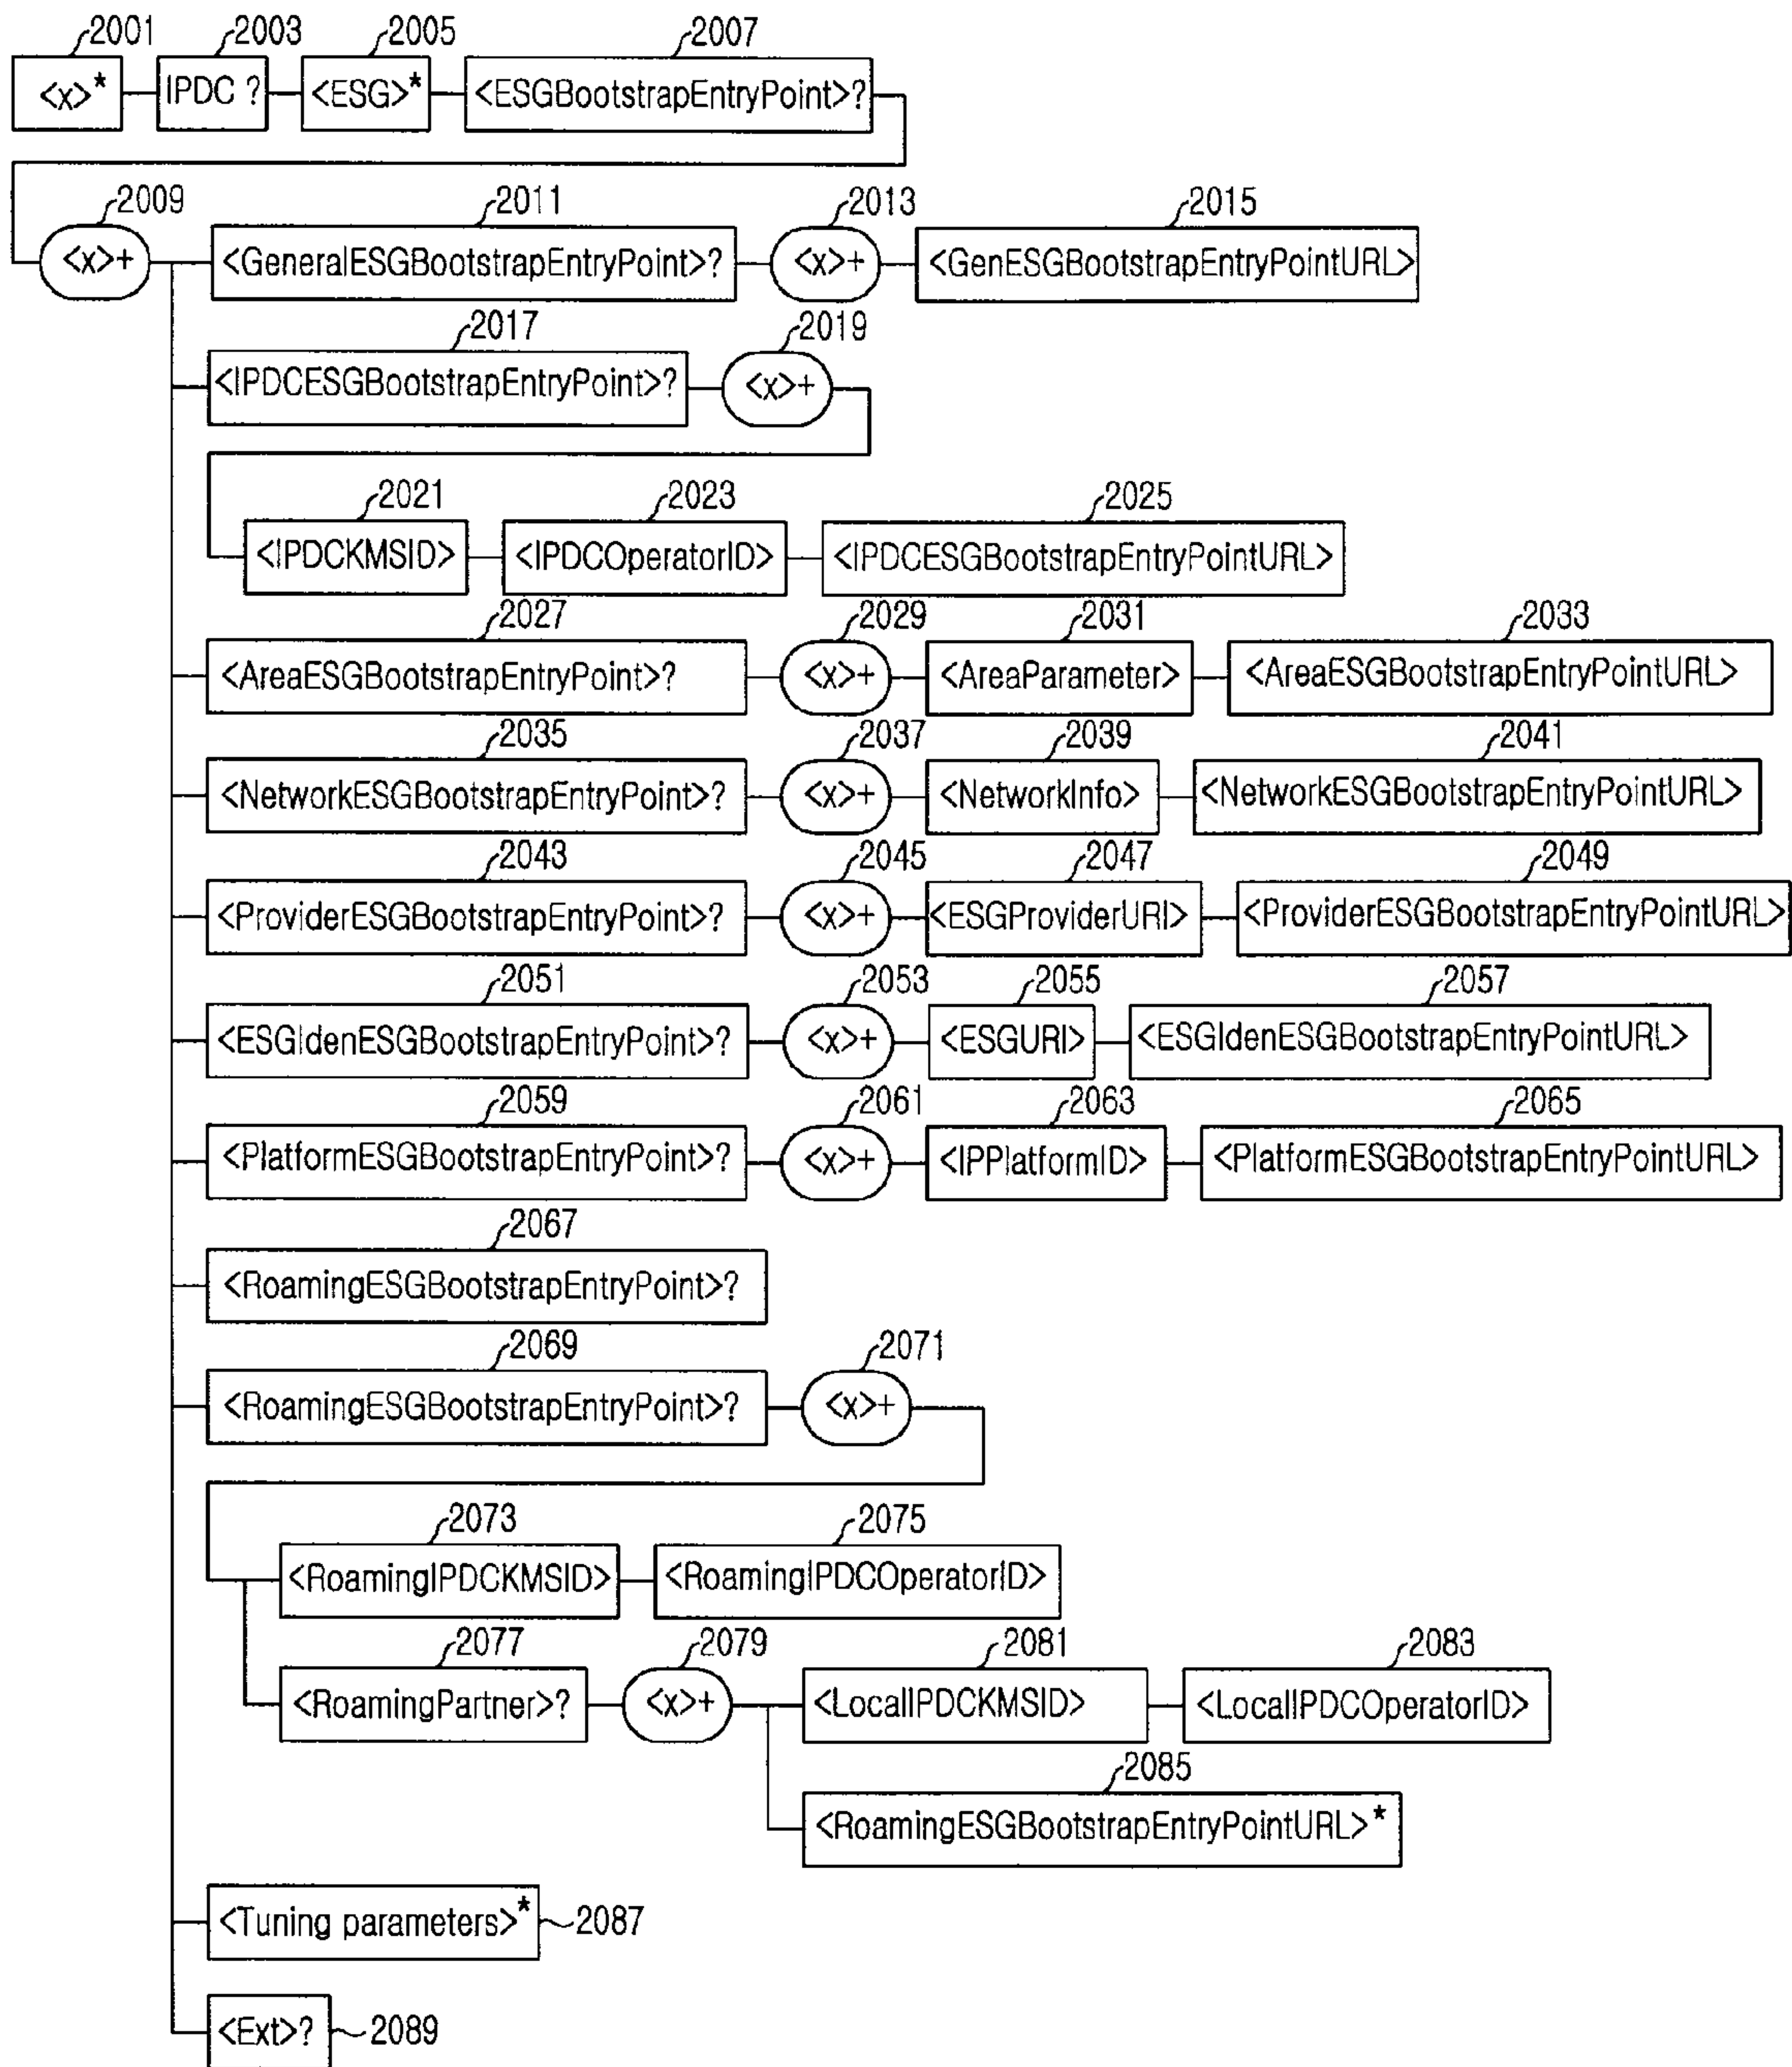 2001 2003 2005 2007
<x>* IPDC ? <ESG>* <ESGBootstrapEntryPoint>?
2009 2011 2013 2015
<x>+ <GeneralESGBootstrapEntryPoint>? <x>+ <GenESGBootstrapEntryPointURL>
2017 2019
<IPDCESGBootstrapEntryPoint>? <x>+
2021 2023 2025
<IPDCKMSID> <IPDCOperatorID> <IPDCESGBootstrapEntryPointURL>
2027 2029 2031 2033
<AreaESGBootstrapEntryPoint>? <x>+ <AreaParameter> <AreaESGBootstrapEntryPointURL>
2035 2037 2039 2041
<NetworkESGBootstrapEntryPoint>? <x>+ <NetworkInfo> <NetworkESGBootstrapEntryPointURL>
2043 2045 2047 2049
<ProviderESGBootstrapEntryPoint>? <x>+ <ESGProviderURI> <ProviderESGBootstrapEntryPointURL>
2051 2053 2055 2057
<ESGIdenESGBootstrapEntryPoint>? <x>+ <ESGURI> <ESGIdenESGBootstrapEntryPointURL>
2059 2061 2063 2065
<PlatformESGBootstrapEntryPoint>? <x>+ <IPPlatformID> <PlatformESGBootstrapEntryPointURL>
2067
<RoamingESGBootstrapEntryPoint>?
2069 2071
<RoamingESGBootstrapEntryPoint>? <x>+
2073 2075
<RoamingIPDCKMSID> <RoamingIPDCOperatorID>
2077 2079 2081 2083
<RoamingPartner>? <x>+ <LocalIPDCKMSID> <LocalIPDCOperatorID>
2085
<RoamingESGBootstrapEntryPointURL>*
<Tuning parameters>* 2087
<Ext>? 2089